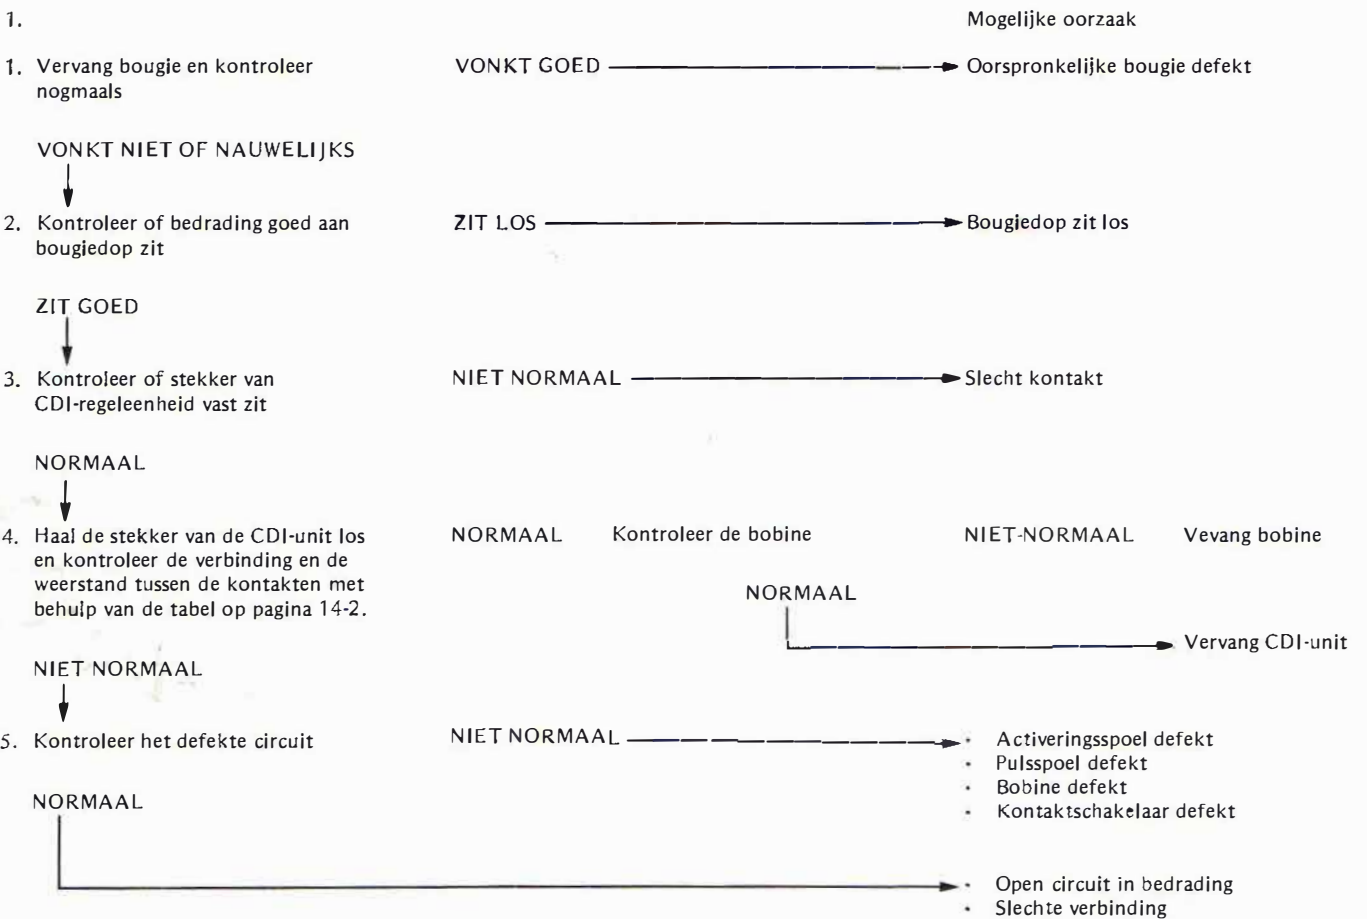 1.
Mogelijke oorzaak
1. Vervang bougie en kontroleer
nogmaals
VONKT GOED
Oorspronkelijke bougie defekt
VONKT NIET OF NAUWELIJKS
2. Kontroleer of bedrading goed aan
bougiedop zit
ZIT LOS
Bougiedop zit los
ZIT GOED
3. Kontroleer of stekker van
CDI-regeleenheid vast zit
NIET NORMAAL
Slecht kontakt
NORMAAL
4. Haal de stekker van de CDI-unit los
en kontroleer de verbinding en de
weerstand tussen de kontakten met
behulp van de tabel op pagina 14-2.
NORMAAL
Kontroleer de bobine
NIET-NORMAAL
Vevang bobine
NORMAAL
Vervang CDI-unit
NIET NORMAAL
5. Kontroleer het defekte circuit
NIET NORMAAL
· Activeringsspoel defekt
· Pulsspoel defekt
· Bobine defekt
· Kontaktschakelaar defekt
NORMAAL
· Open circuit in bedrading
· Slechte verbinding